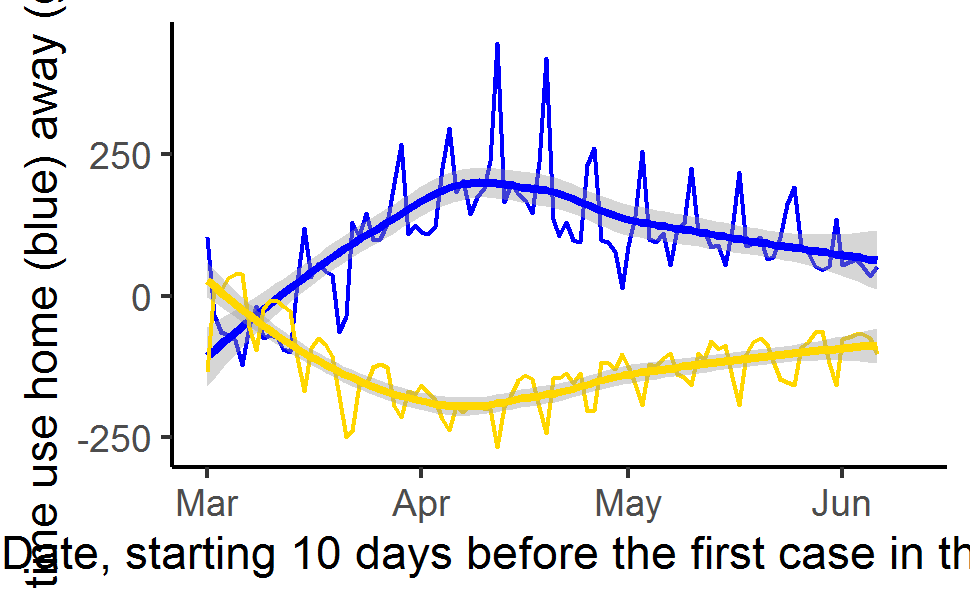 time use home (blue) away (
250
0
-250
Mar Apr May Jun
Date, starting 10 days before the first case in th